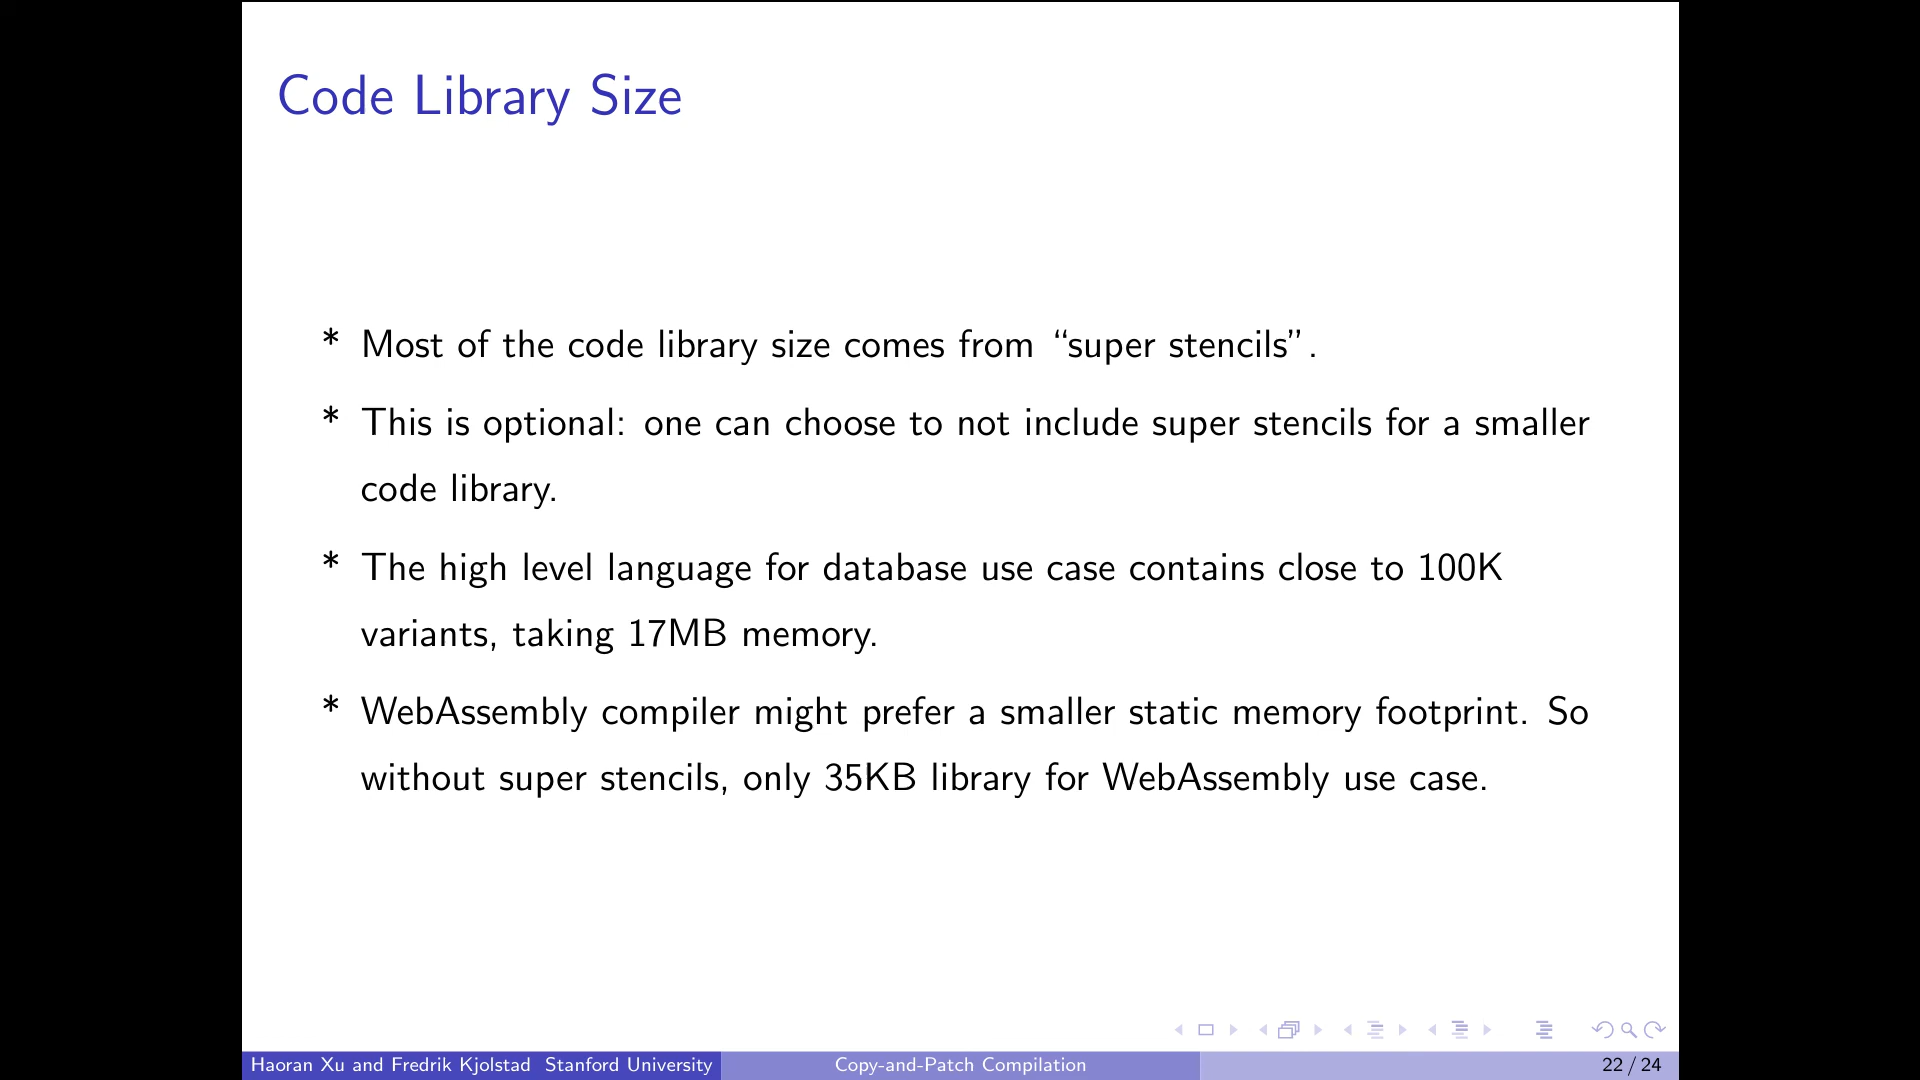 Code Library Size
* Most of the code library size comes from “super stencils”.
* This is optional: one can choose to not include super stencils for a smaller
code library.
* The high level language for database use case contains close to 100K
variants, taking 17MB memory.
* WebAssembly compiler might prefer a smaller static memory footprint. So
without super stencils, only 35KB library for WebAssembly use case.
Haoran Xu and Fredrik Kjolstad Stanford University Copy-and-Patch Compilation 22 / 24